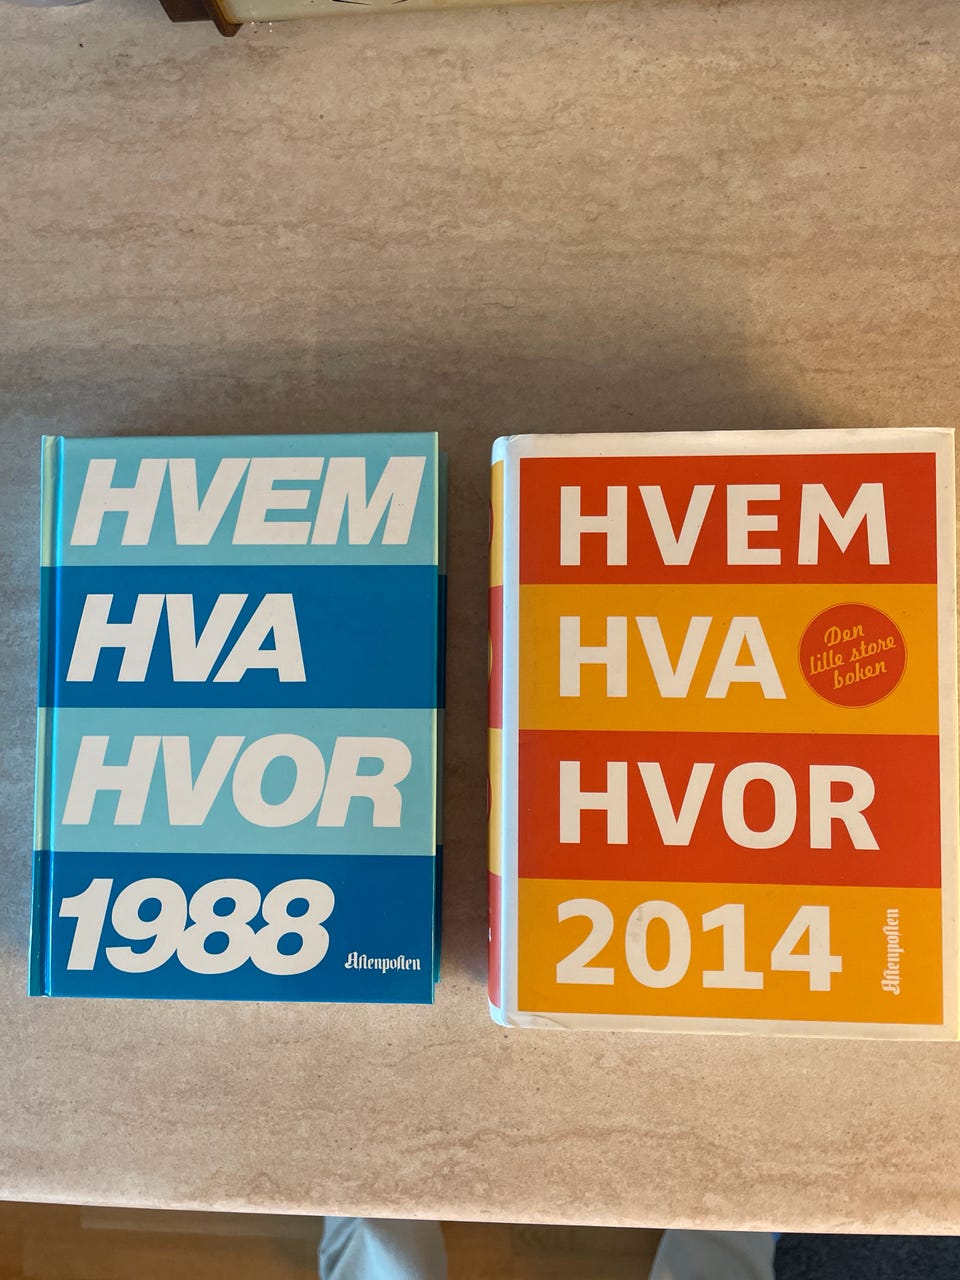 HVEM
HVA
HVOR
1988
Aftenposten
HVEM
HVA
Den
lille store
boken
HVOR
2014
Aftenposten